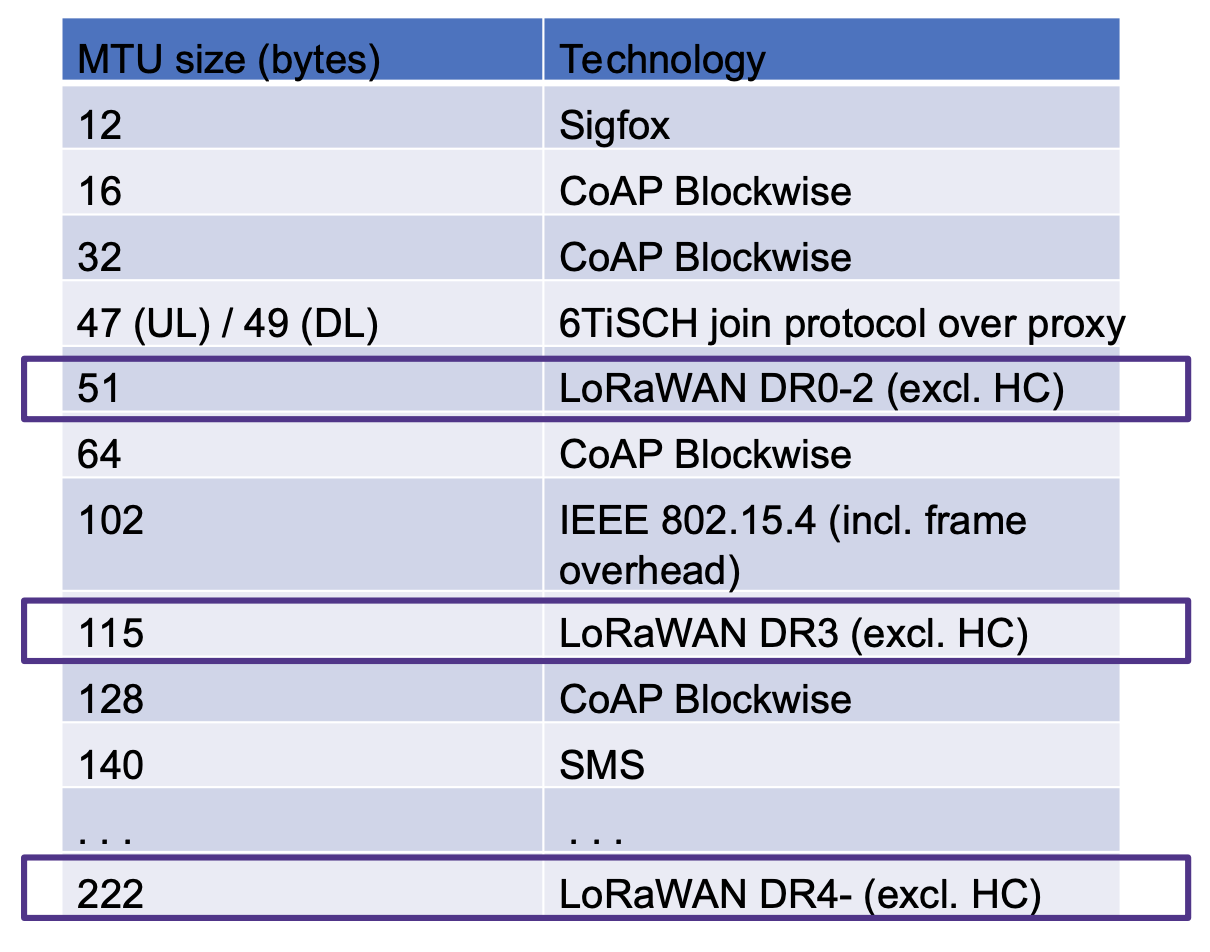 MTU size (bytes) Technology
12 Sigfox
16 CoAP Blockwise
32 CoAP Blockwise
47 (UL) / 49 (DL) 6TiSCH join protocol over proxy
51 LoRaWAN DR0-2 (excl. HC)
64 CoAP Blockwise
102 IEEE 802.15.4 (incl. frame
overhead)
115 LoRaWAN DR3 (excl. HC)
128 CoAP Blockwise
140 SMS
. . . . . .
222 LoRaWAN DR4- (excl. HC)